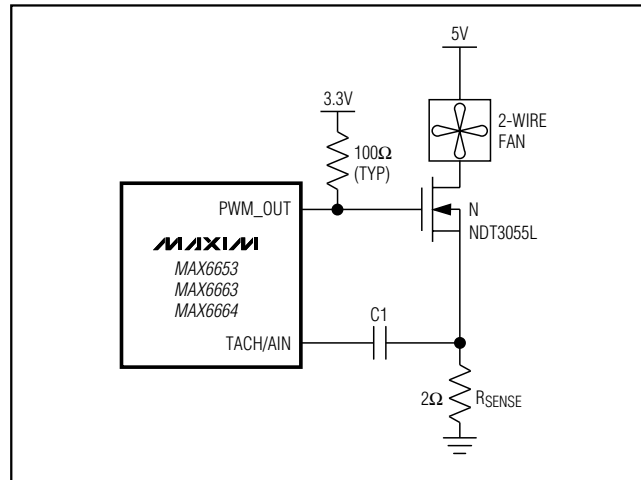 5V
3.3V
2-WIRE
FAN
100Ω
(TYP)
PWM_OUT
N
NDT3055L
MAXIM
MAX6653
MAX6663
MAX6664
C1
TACH/AIN
2Ω
RSENSE